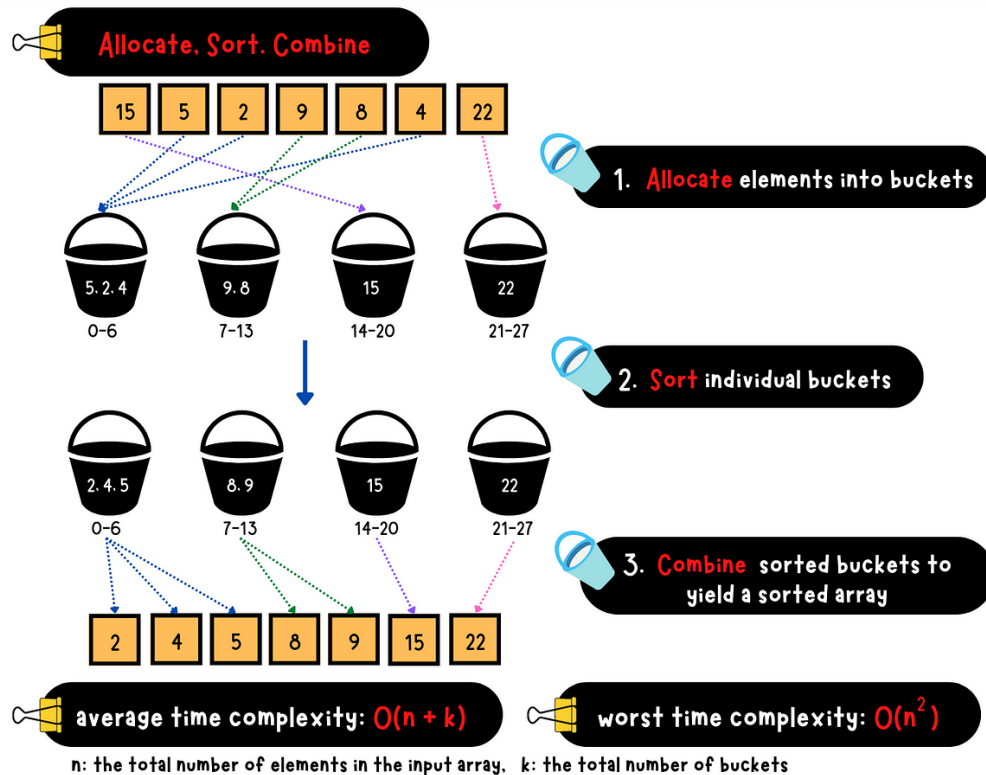 Allocate, Sort. Combine
15 5 2 9 8 4 22
1. Allocate elements into buckets
5. 2. 4 9. 8 15 22
0-6 7-13 14-20 21-27
2. Sort individual buckets
2. 4. 5 8. 9 15 22
0-6 7-13 14-20 21-27
3. Combine sorted buckets to
yield a sorted array
2 4 5 8 9 15 22
average time complexity: O(n + k)
worst time complexity: O(n²)
n: the total number of elements in the input array, k: the total number of buckets